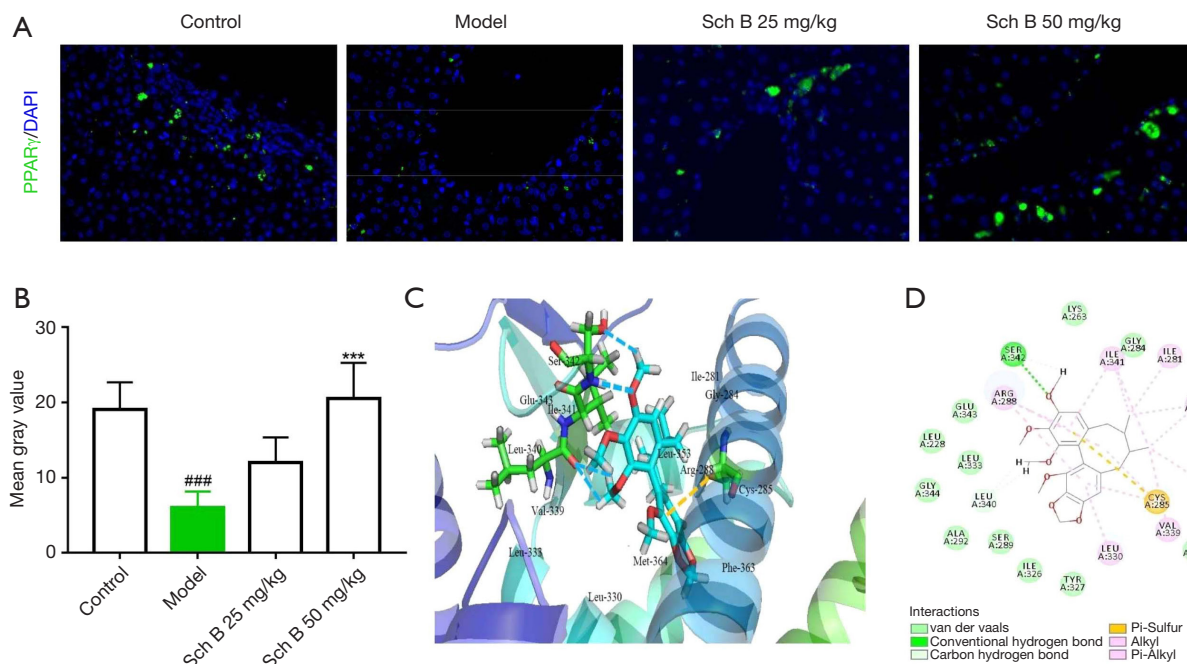 A
Control
Model
Sch B 25 mg/kg
Sch B 50 mg/kg
PPARγ/DAPI
B
Mean gray value
30
20
10
0
###
***
Control
Model
Sch B 25 mg/kg
Sch B 50 mg/kg
C
Ser-342
Glu-343
Ile-341
Leu-340
Val-339
Leu-333
Leu-330
Ile-281
Gly-284
Leu-353
Arg-288
Cys-285
Met-364
Phe-363
D
LYS
A:263
SER
A:342
ILE
A:341
GLY
A:284
ILE
A:281
ARG
A:288
GLU
A:343
LEU
A:228
LEU
A:333
GLY
A:344
LEU
A:340
CYS
A:285
VAL
A:339
ALA
A:292
SER
A:289
LEU
A:330
ILE
A:326
TYR
A:327
H
O
O
O
H
H
O
O
O
Interactions
van der vaals
Conventional hydrogen bond
Carbon hydrogen bond
Pi-Sulfur
Alkyl
Pi-Alkyl